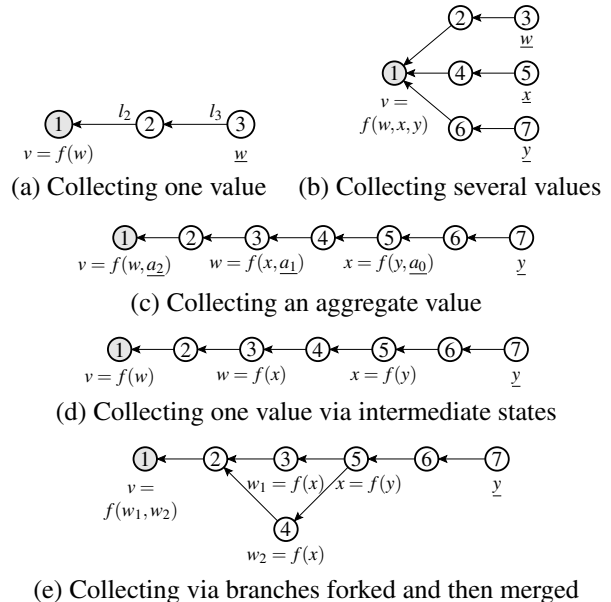 1 l₂ 2 l₃ 3
v = f(w) w
(a) Collecting one value
2 3
w
1 4 5
v = x
f(w,x,y)
6 7
y
(b) Collecting several values
1 2 3 4 5 6 7
v = f(w,a₂) w = f(x,a₁) x = f(y,a₀) y
(c) Collecting an aggregate value
1 2 3 4 5 6 7
v = f(w) w = f(x) x = f(y) y
(d) Collecting one value via intermediate states
1 2 3 5 6 7
v = w₁ = f(x) x = f(y) y
f(w₁,w₂)
4
w₂ = f(x)
(e) Collecting via branches forked and then merged